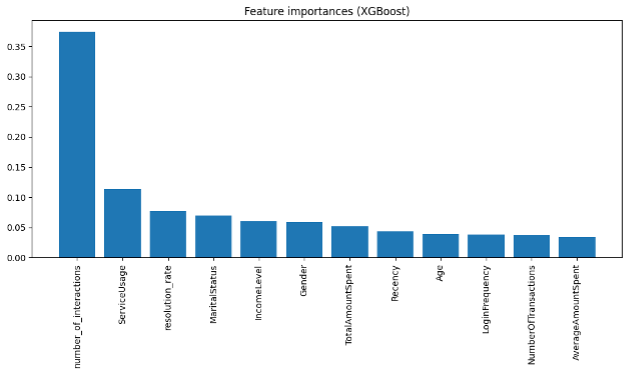 Feature importances (XGBoost)
0.35
0.30
0.25
0.20
0.15
0.10
0.05
0.00
number_of_interactions
ServiceUsage
resolution_rate
MaritalStatus
IncomeLevel
Gender
TotalAmountSpent
Recency
Age
LoginFrequency
NumberOfTransactions
AverageAmountSpent